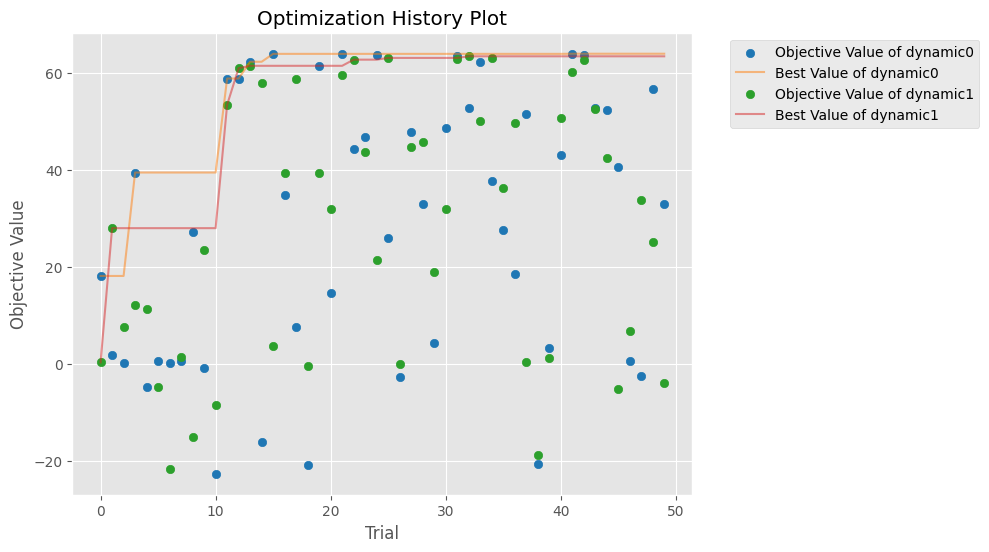 Optimization History Plot
Objective Value of dynamic0
Best Value of dynamic0
Objective Value of dynamic1
Best Value of dynamic1
Objective Value
60
40
20
0
−20
0 10 20 30 40 50
Trial